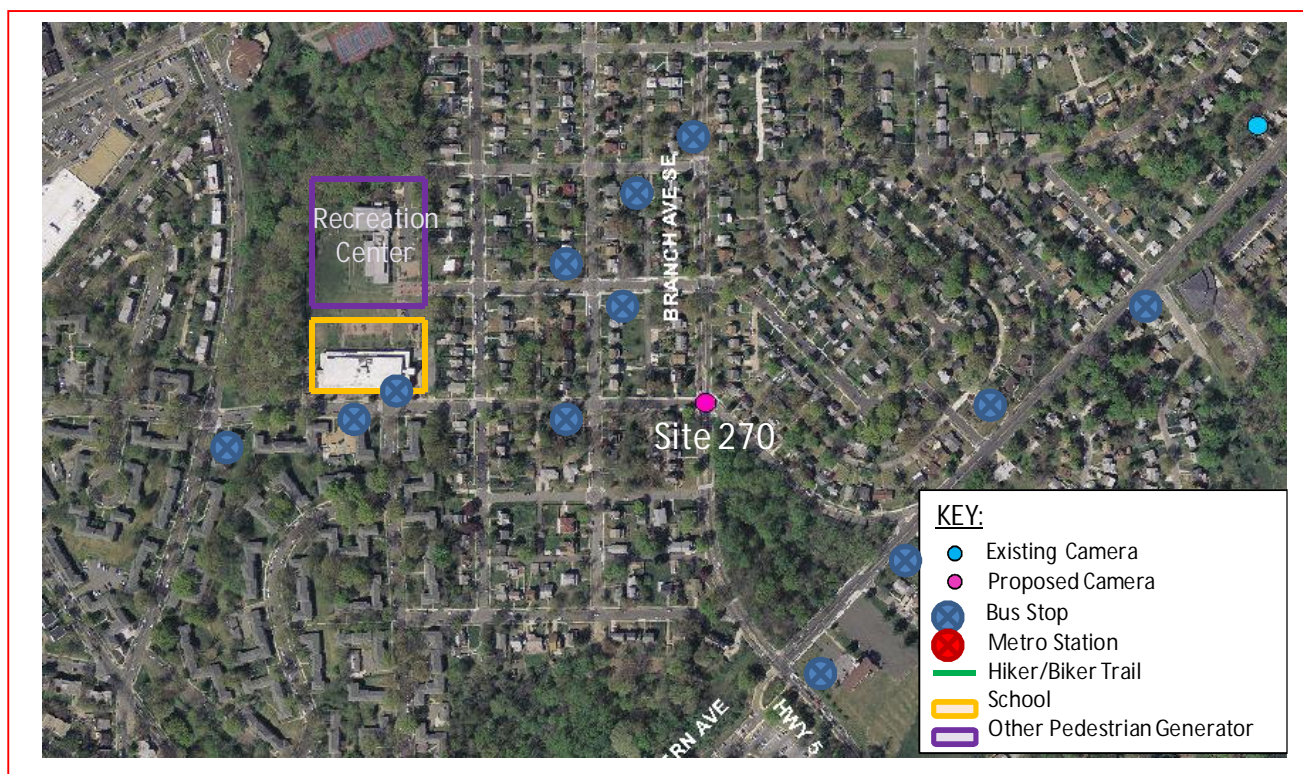 Recreation
Center
BRANCH AVE SE
Site 270
ERN AVE
HWY 5
KEY:
Existing Camera
Proposed Camera
Bus Stop
Metro Station
Hiker/Biker Trail
School
Other Pedestrian Generator